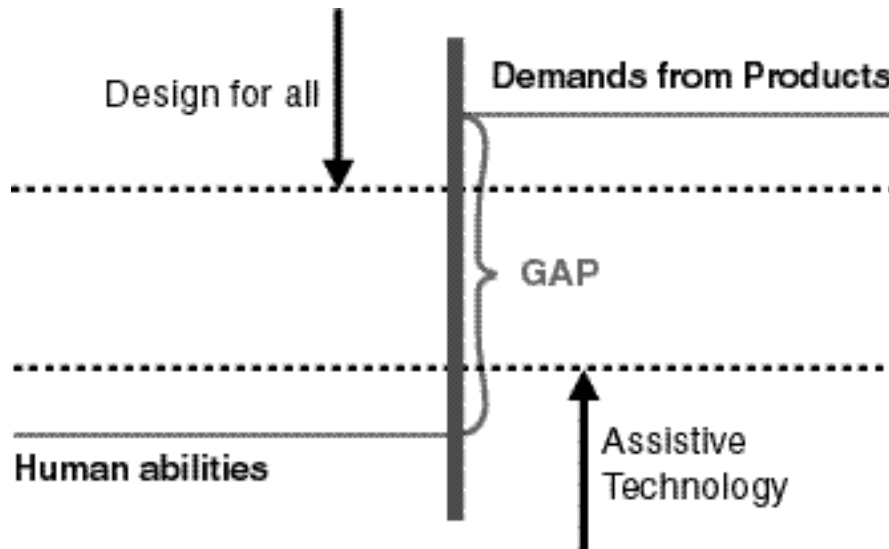 Demands from Products
Design for all
GAP
Human abilities
Assistive
Technology